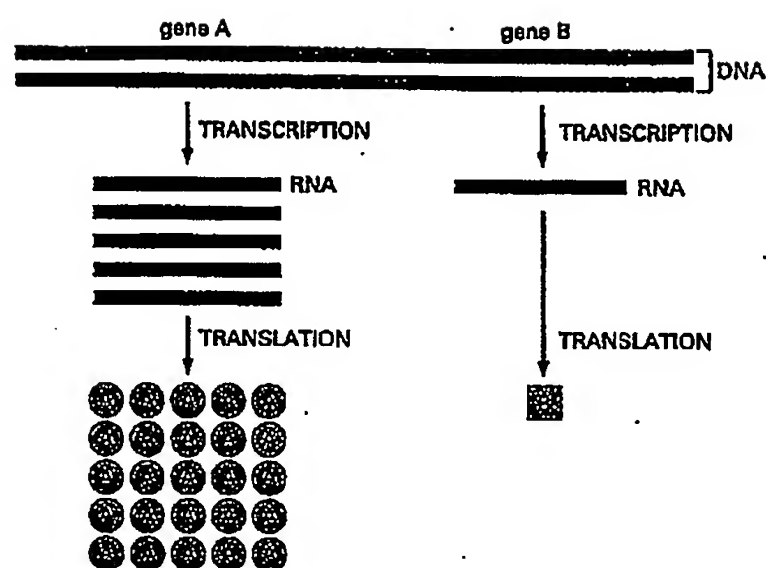 gene A gene B
DNA
TRANSCRIPTION TRANSCRIPTION
RNA RNA
TRANSLATION TRANSLATION